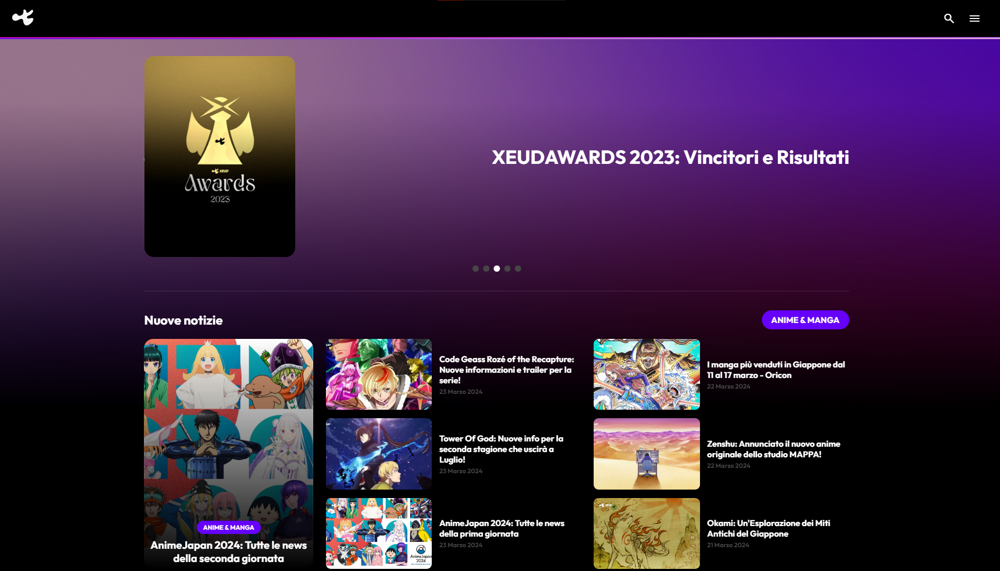 XEUD
Awards
2023
XEUDAWARDS 2023: Vincitori e Risultati
Nuove notizie
ANIME & MANGA
ANIME & MANGA
AnimeJapan 2024: Tutte le news
della seconda giornata
Code Geass Rozé of the Recapture:
Nuove informazioni e trailer per la
serie!
23 Marzo 2024
I manga più venduti in Giappone dal
11 al 17 marzo - Oricon
22 Marzo 2024
Tower Of God: Nuove info per la
seconda stagione che uscirà a
Luglio!
23 Marzo 2024
Zenshu: Annunciato il nuovo anime
originale dello studio MAPPA!
22 Marzo 2024
AnimeJapan
2024
AnimeJapan 2024: Tutte le news
della prima giornata
23 Marzo 2024
XEUD
Okami: Un'Esplorazione dei Miti
Antichi del Giappone
21 Marzo 2024